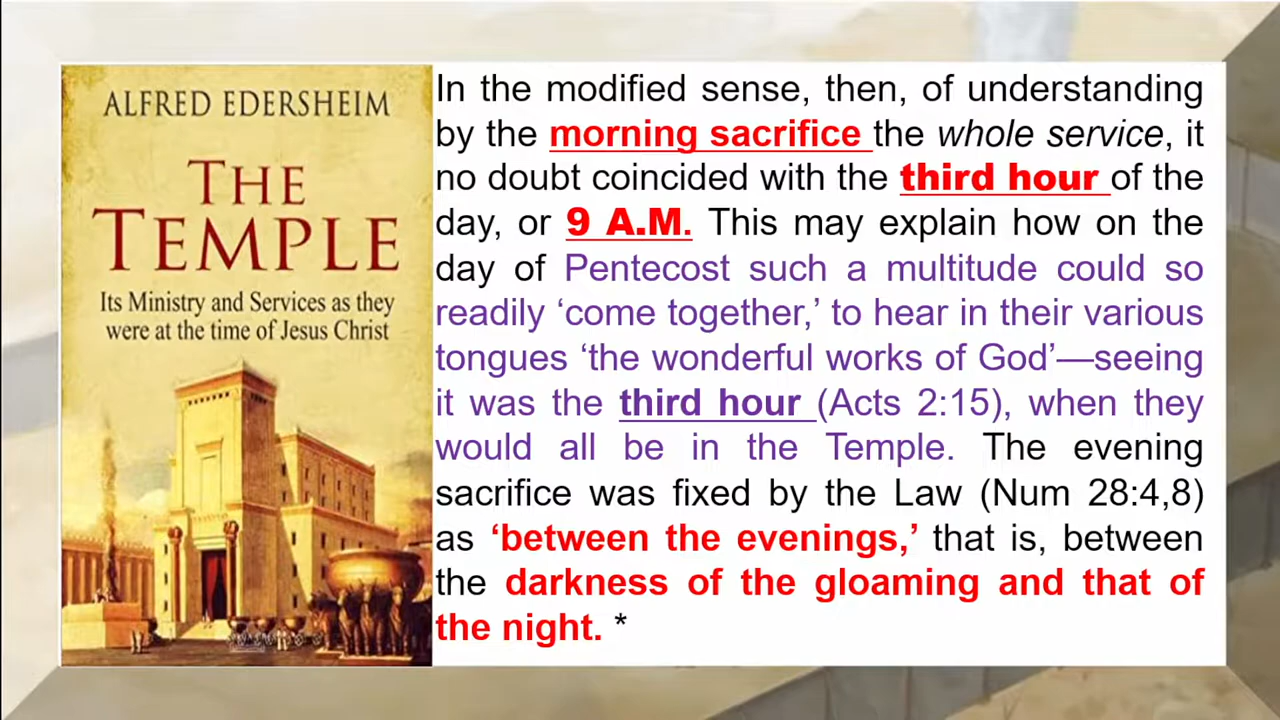 ALFRED EDERSHEIM
THE
TEMPLE
Its Ministry and Services as they
were at the time of Jesus Christ
In the modified sense, then, of understanding
by the morning sacrifice the whole service, it
no doubt coincided with the third hour of the
day, or 9 A.M. This may explain how on the
day of Pentecost such a multitude could so
readily ‘come together,’ to hear in their various
tongues ‘the wonderful works of God’—seeing
it was the third hour (Acts 2:15), when they
would all be in the Temple. The evening
sacrifice was fixed by the Law (Num 28:4,8)
as ‘between the evenings,’ that is, between
the darkness of the gloaming and that of
the night. *